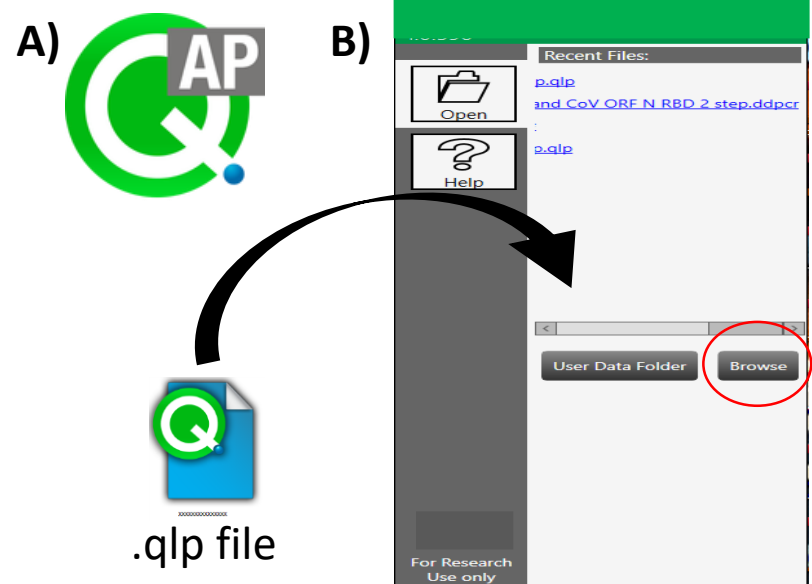 A)
AP
B)
Recent Files:
p.qlp
and CoV ORF N RBD 2 step.ddpcr
:
p.qlp
Open
Help
User Data Folder
Browse
xxxxxxxxxxxxxxx
.qlp file
For Research
Use only